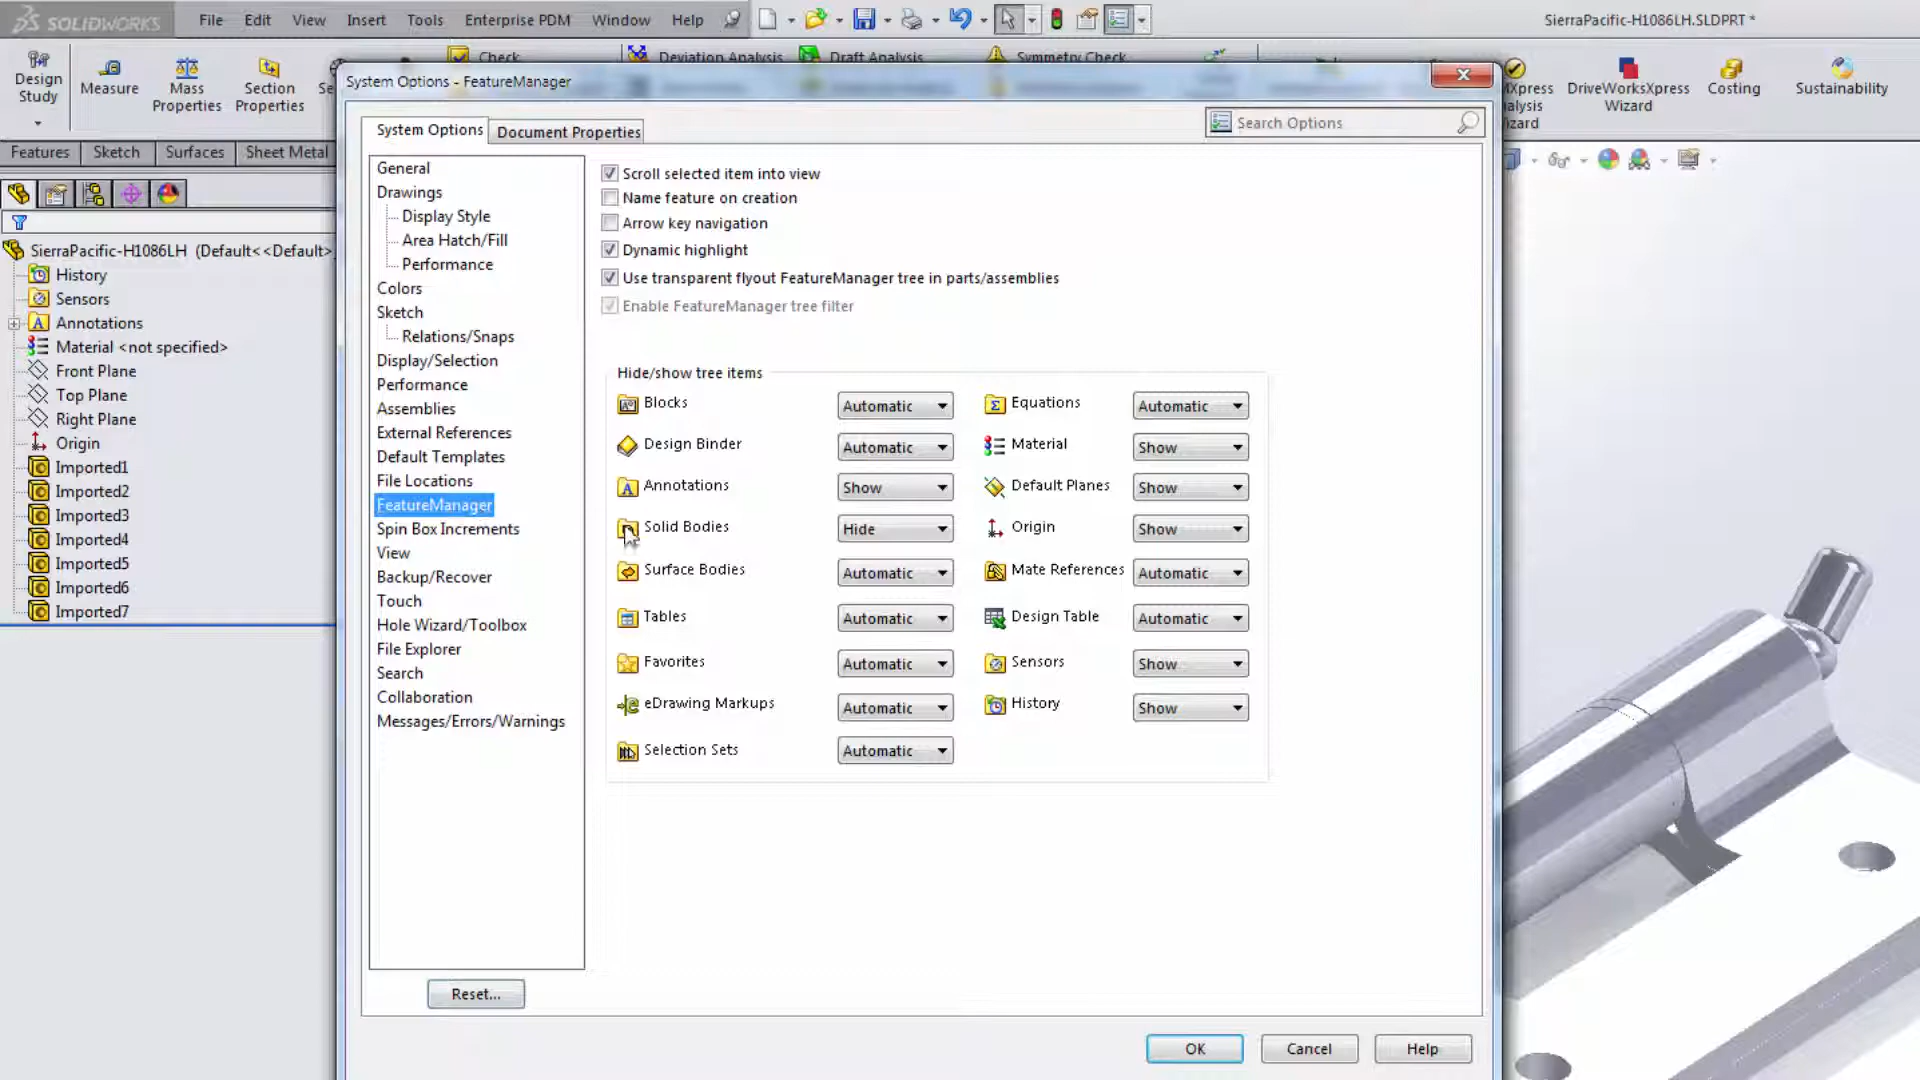 SOLIDWORKS File Edit View Insert Tools Enterprise PDM Window Help SierraPacific-H1086LH.SLDPRT *
Design Study
Measure
Mass Properties
Section Properties
Check
Deviation Analysis
Draft Analysis
Symmetry Check
DriveWorksXpress Wizard
Costing
Sustainability
Features Sketch Surfaces Sheet Metal
SierraPacific-H1086LH (Default<<Default>
History
Sensors
Annotations
Material <not specified>
Front Plane
Top Plane
Right Plane
Origin
Imported1
Imported2
Imported3
Imported4
Imported5
Imported6
Imported7
System Options - FeatureManager
System Options Document Properties
Search Options
General
Drawings
Display Style
Area Hatch/Fill
Performance
Colors
Sketch
Relations/Snaps
Display/Selection
Performance
Assemblies
External References
Default Templates
File Locations
FeatureManager
Spin Box Increments
View
Backup/Recover
Touch
Hole Wizard/Toolbox
File Explorer
Search
Collaboration
Messages/Errors/Warnings
Reset...
Scroll selected item into view
Name feature on creation
Arrow key navigation
Dynamic highlight
Use transparent flyout FeatureManager tree in parts/assemblies
Enable FeatureManager tree filter
Hide/show tree items
Blocks Automatic Equations Automatic
Design Binder Automatic Material Show
Annotations Show Default Planes Show
Solid Bodies Hide Origin Show
Surface Bodies Automatic Mate References Automatic
Tables Automatic Design Table Automatic
Favorites Automatic Sensors Show
eDrawing Markups Automatic History Show
Selection Sets Automatic
OK Cancel Help